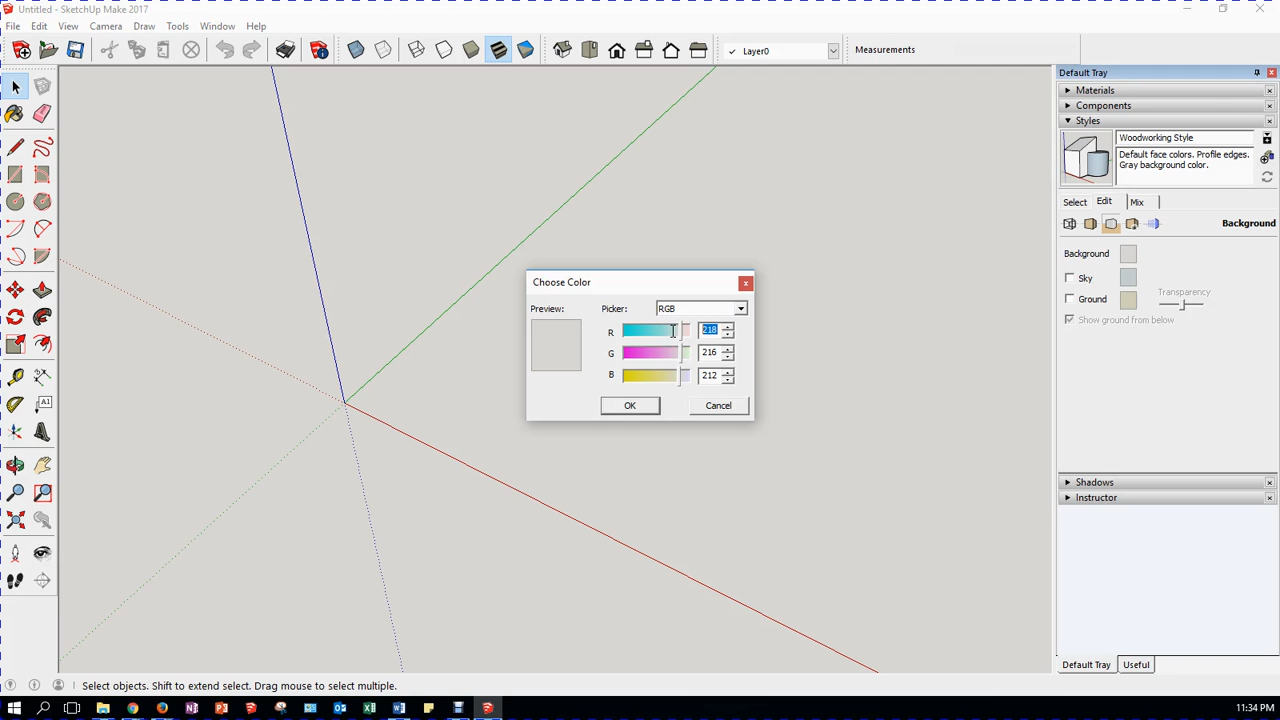 Untitled - SketchUp Make 2017
File Edit View Camera Draw Tools Window Help
Layer0
Measurements
Default Tray
Materials
Components
Styles
Woodworking Style
Default face colors. Profile edges.
Gray background color.
Select Edit Mix
Background
Background
Sky
Ground
Transparency
Show ground from below
Choose Color
Preview: Picker: RGB
R 218
G 216
B 212
OK Cancel
A1
Shadows
Instructor
Default Tray Useful
Select objects. Shift to extend select. Drag mouse to select multiple.
11:34 PM